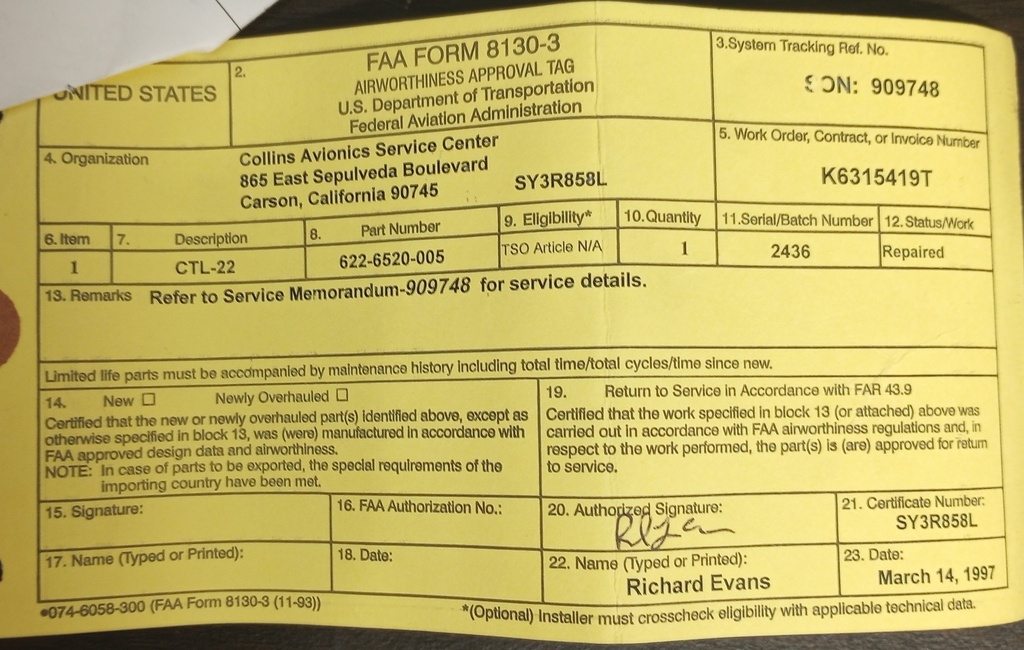 UNITED STATES
2.
FAA FORM 8130-3
AIRWORTHINESS APPROVAL TAG
U.S. Department of Transportation
Federal Aviation Administration
3.System Tracking Ref. No.
SON: 909748
4. Organization
Collins Avionics Service Center
865 East Sepulveda Boulevard
Carson, California 90745 SY3R858L
5. Work Order, Contract, or Invoice Number
K6315419T
6. Item 7. Description 8. Part Number 9. Eligibility* 10.Quantity 11.Serial/Batch Number 12. Status/Work
1 CTL-22 622-6520-005 TSO Article N/A 1 2436 Repaired
13. Remarks Refer to Service Memorandum-909748 for service details.
Limited life parts must be accompanied by maintenance history including total time/total cycles/time since new.
14. New ☐ Newly Overhauled ☐
Certified that the new or newly overhauled part(s) identified above, except as
otherwise specified in block 13, was (were) manufactured in accordance with
FAA approved design data and airworthiness.
NOTE: In case of parts to be exported, the special requirements of the
importing country have been met.
19. Return to Service in Accordance with FAR 43.9
Certified that the work specified in block 13 (or attached) above was
carried out in accordance with FAA airworthiness regulations and, in
respect to the work performed, the part(s) is (are) approved for return
to service.
15. Signature: 16. FAA Authorization No.:
20. Authorized Signature:
21. Certificate Number:
SY3R858L
17. Name (Typed or Printed): 18. Date:
22. Name (Typed or Printed):
Richard Evans
23. Date:
March 14, 1997
•074-6058-300 (FAA Form 8130-3 (11-93))
*(Optional) Installer must crosscheck eligibility with applicable technical data.